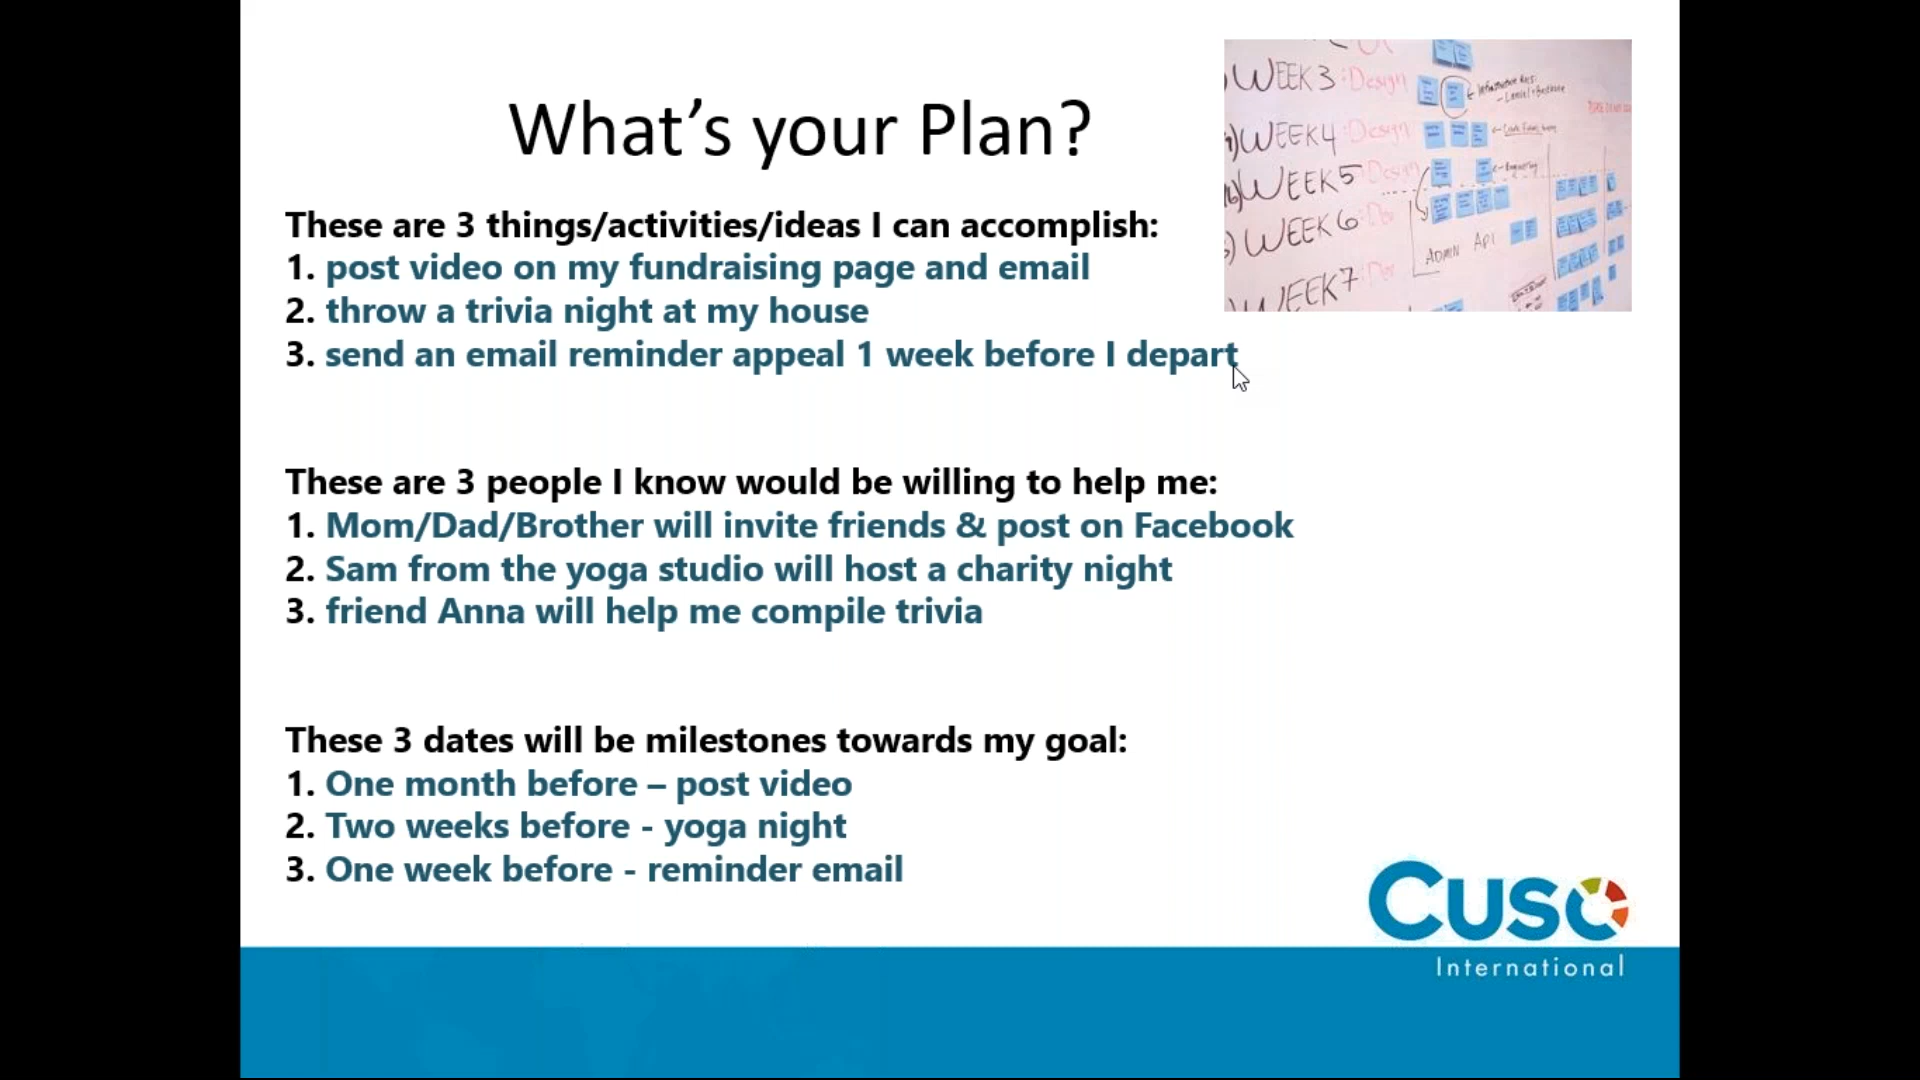 What's your Plan?
These are 3 things/activities/ideas I can accomplish:
1. post video on my fundraising page and email
2. throw a trivia night at my house
3. send an email reminder appeal 1 week before I depart
WEEK 3: Design
WEEK 4: Design
WEEK 5: Design
WEEK 6: Dev
WEEK 7: Dev
ADMIN API
These are 3 people I know would be willing to help me:
1. Mom/Dad/Brother will invite friends & post on Facebook
2. Sam from the yoga studio will host a charity night
3. friend Anna will help me compile trivia
These 3 dates will be milestones towards my goal:
1. One month before – post video
2. Two weeks before - yoga night
3. One week before - reminder email
Cuso
International